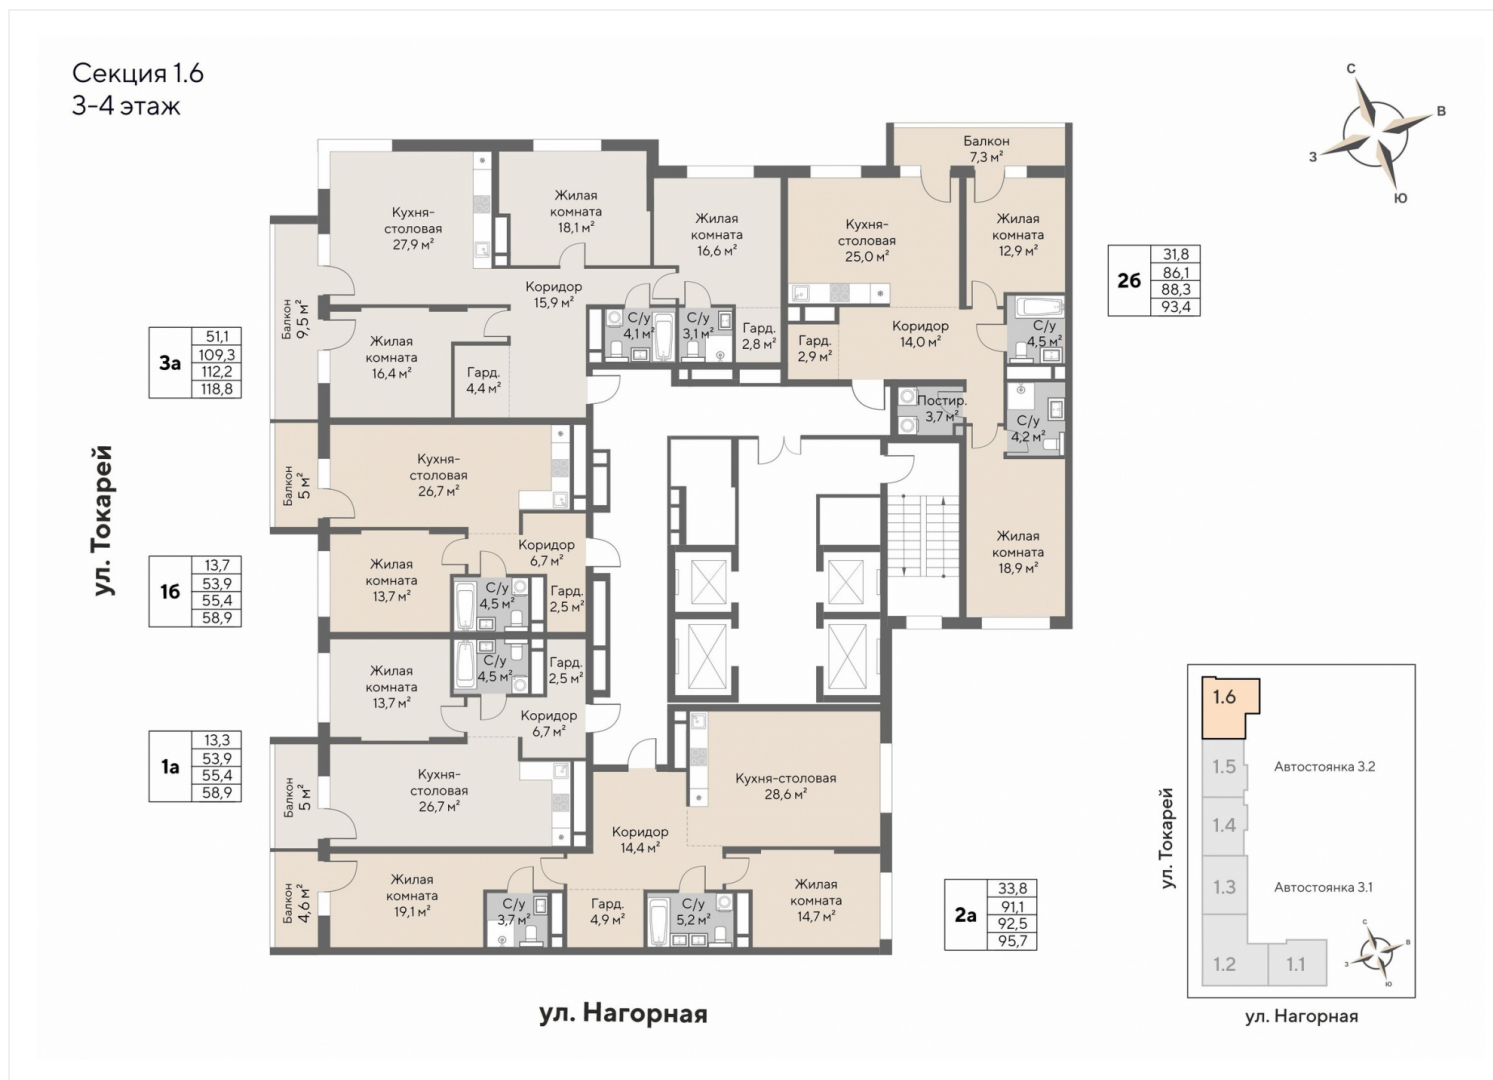 Секция 1.6
3-4 этаж
С
В
З
Ю
Балкон
7,3 м²
Кухня-
столовая
27,9 м²
Жилая
комната
18,1 м²
Жилая
комната
16,6 м²
Кухня-
столовая
25,0 м²
Жилая
комната
12,9 м²
2б
31,8
86,1
88,3
93,4
Балкон
9,5 м²
Коридор
15,9 м²
С/у
4,1 м²
С/у
3,1 м²
Гард.
2,8 м²
Гард.
2,9 м²
Коридор
14,0 м²
С/у
4,5 м²
3а
51,1
109,3
112,2
118,8
Жилая
комната
16,4 м²
Гард.
4,4 м²
Постир.
3,7 м²
С/у
4,2 м²
ул. Токарей
Балкон
5 м²
Кухня-
столовая
26,7 м²
Коридор
6,7 м²
Жилая
комната
18,9 м²
1б
13,7
53,9
55,4
58,9
Жилая
комната
13,7 м²
С/у
4,5 м²
Гард.
2,5 м²
Жилая
комната
13,7 м²
С/у
4,5 м²
Гард.
2,5 м²
Коридор
6,7 м²
1а
13,3
53,9
55,4
58,9
Балкон
5 м²
Кухня-
столовая
26,7 м²
Кухня-столовая
28,6 м²
Коридор
14,4 м²
Балкон
4,6 м²
Жилая
комната
19,1 м²
С/у
3,7 м²
Гард.
4,9 м²
С/у
5,2 м²
Жилая
комната
14,7 м²
2а
33,8
91,1
92,5
95,7
ул. Нагорная
1.6
1.5
Автостоянка 3.2
1.4
ул. Токарей
1.3
Автостоянка 3.1
1.2
1.1
С
В
З
Ю
ул. Нагорная